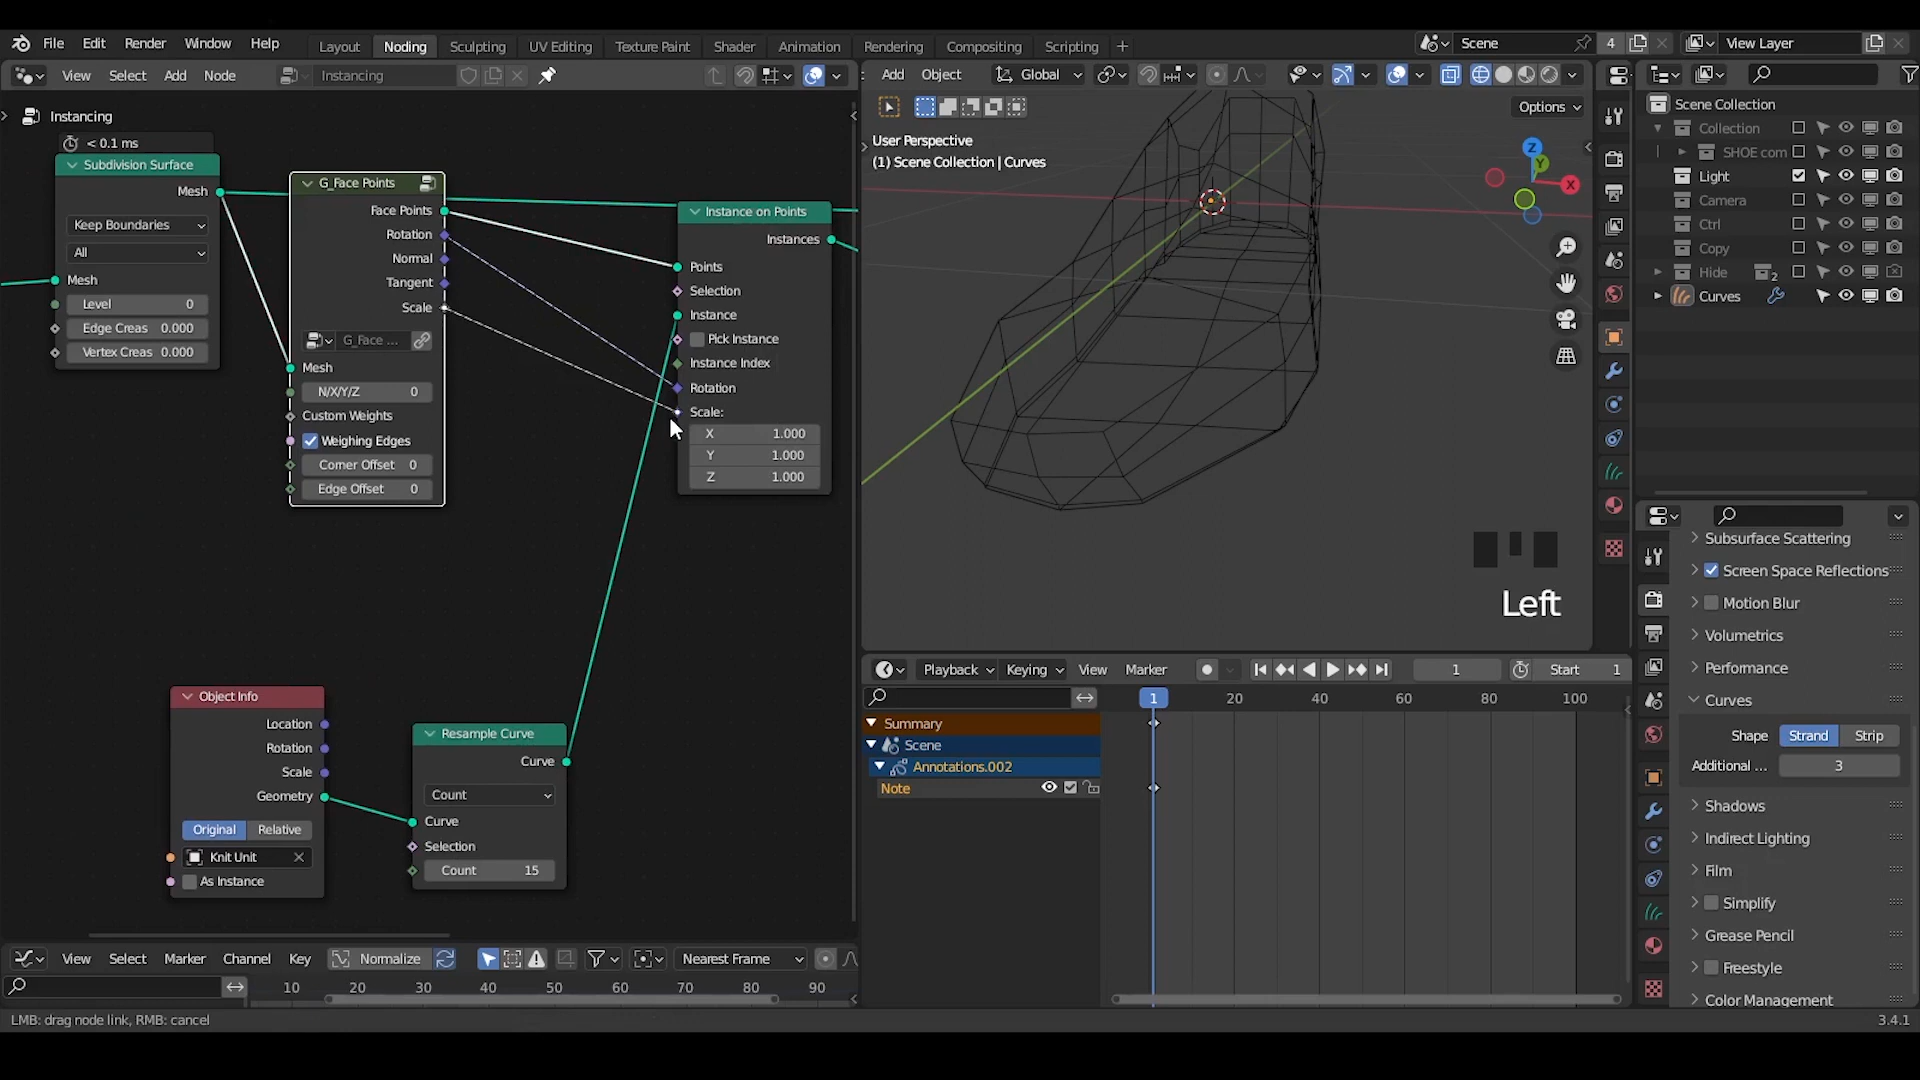 File Edit Render Window Help Layout Noding Sculpting UV Editing Texture Paint Shader Animation Rendering Compositing Scripting Scene 4 View Layer
View Select Add Node Instancing
Add Object Global
Instancing
< 0.1 ms
Subdivision Surface
Mesh
Keep Boundaries
All
Mesh
Level 0
Edge Creas 0.000
Vertex Creas 0.000
G_Face Points
Face Points
Rotation
Normal
Tangent
Scale
G_Face ...
Mesh
N/X/Y/Z 0
Custom Weights
Weighing Edges
Corner Offset 0
Edge Offset 0
Instance on Points
Instances
Points
Selection
Instance
Pick Instance
Instance Index
Rotation
Scale:
X 1.000
Y 1.000
Z 1.000
Object Info
Location
Rotation
Scale
Geometry
Original Relative
Knit Unit
As Instance
Resample Curve
Curve
Count
Curve
Selection
Count 15
View Select Marker Channel Key Normalize Nearest Frame
10 20 30 40 50 60 70 80 90
LMB: drag node link, RMB: cancel
Options
User Perspective
(1) Scene Collection | Curves
Z
Y
X
Left
Playback Keying View Marker 1 Start 1
1 20 40 60 80 100
Summary
Scene
Annotations.002
Note
Scene Collection
Collection
SHOE com
Light
Camera
Ctrl
Copy
Hide 2
Curves
Subsurface Scattering
Screen Space Reflections
Motion Blur
Volumetrics
Performance
Curves
Shape Strand Strip
Additional ... 3
Shadows
Indirect Lighting
Film
Simplify
Grease Pencil
Freestyle
Color Management
3.4.1